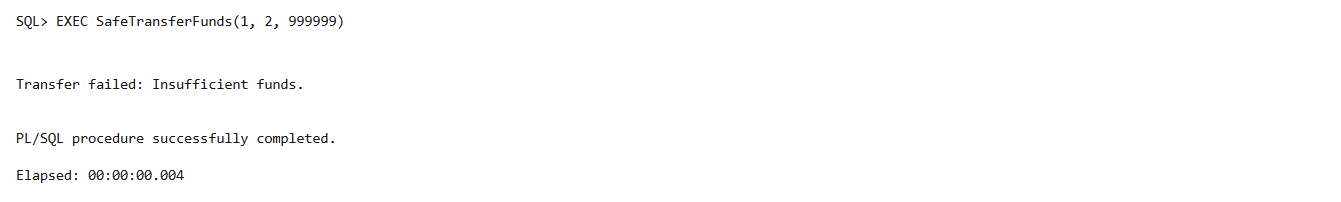 SQL> EXEC SafeTransferFunds(1, 2, 999999)
Transfer failed: Insufficient funds.
PL/SQL procedure successfully completed.
Elapsed: 00:00:00.004